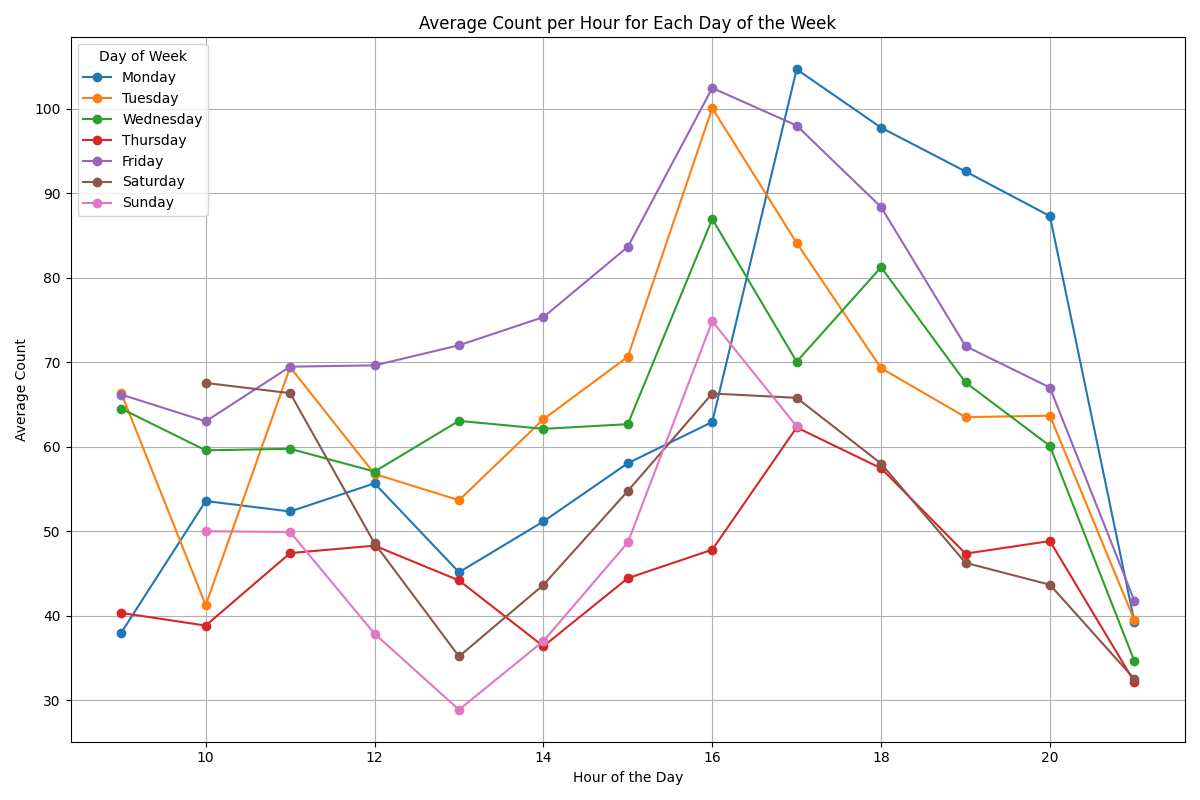 Average Count per Hour for Each Day of the Week
Day of Week
Monday
Tuesday
Wednesday
Thursday
Friday
Saturday
Sunday
Average Count
100
90
80
70
60
50
40
30
10 12 14 16 18 20
Hour of the Day